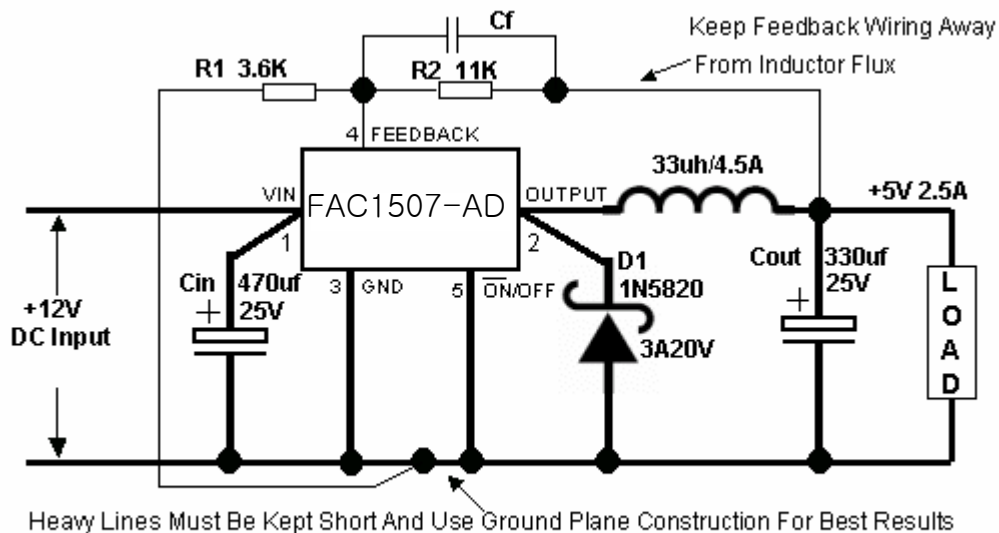 Cf
Keep Feedback Wiring Away
From Inductor Flux
R1 3.6K
R2 11K
4 FEEDBACK
33uh/4.5A
VIN
FAC1507-AD
OUTPUT
+5V 2.5A
1
2
Cin
470uf
25V
+
3
GND
5
ON/OFF
D1
1N5820
3A20V
Cout
330uf
25V
+
LOAD
+12V
DC Input
Heavy Lines Must Be Kept Short And Use Ground Plane Construction For Best Results